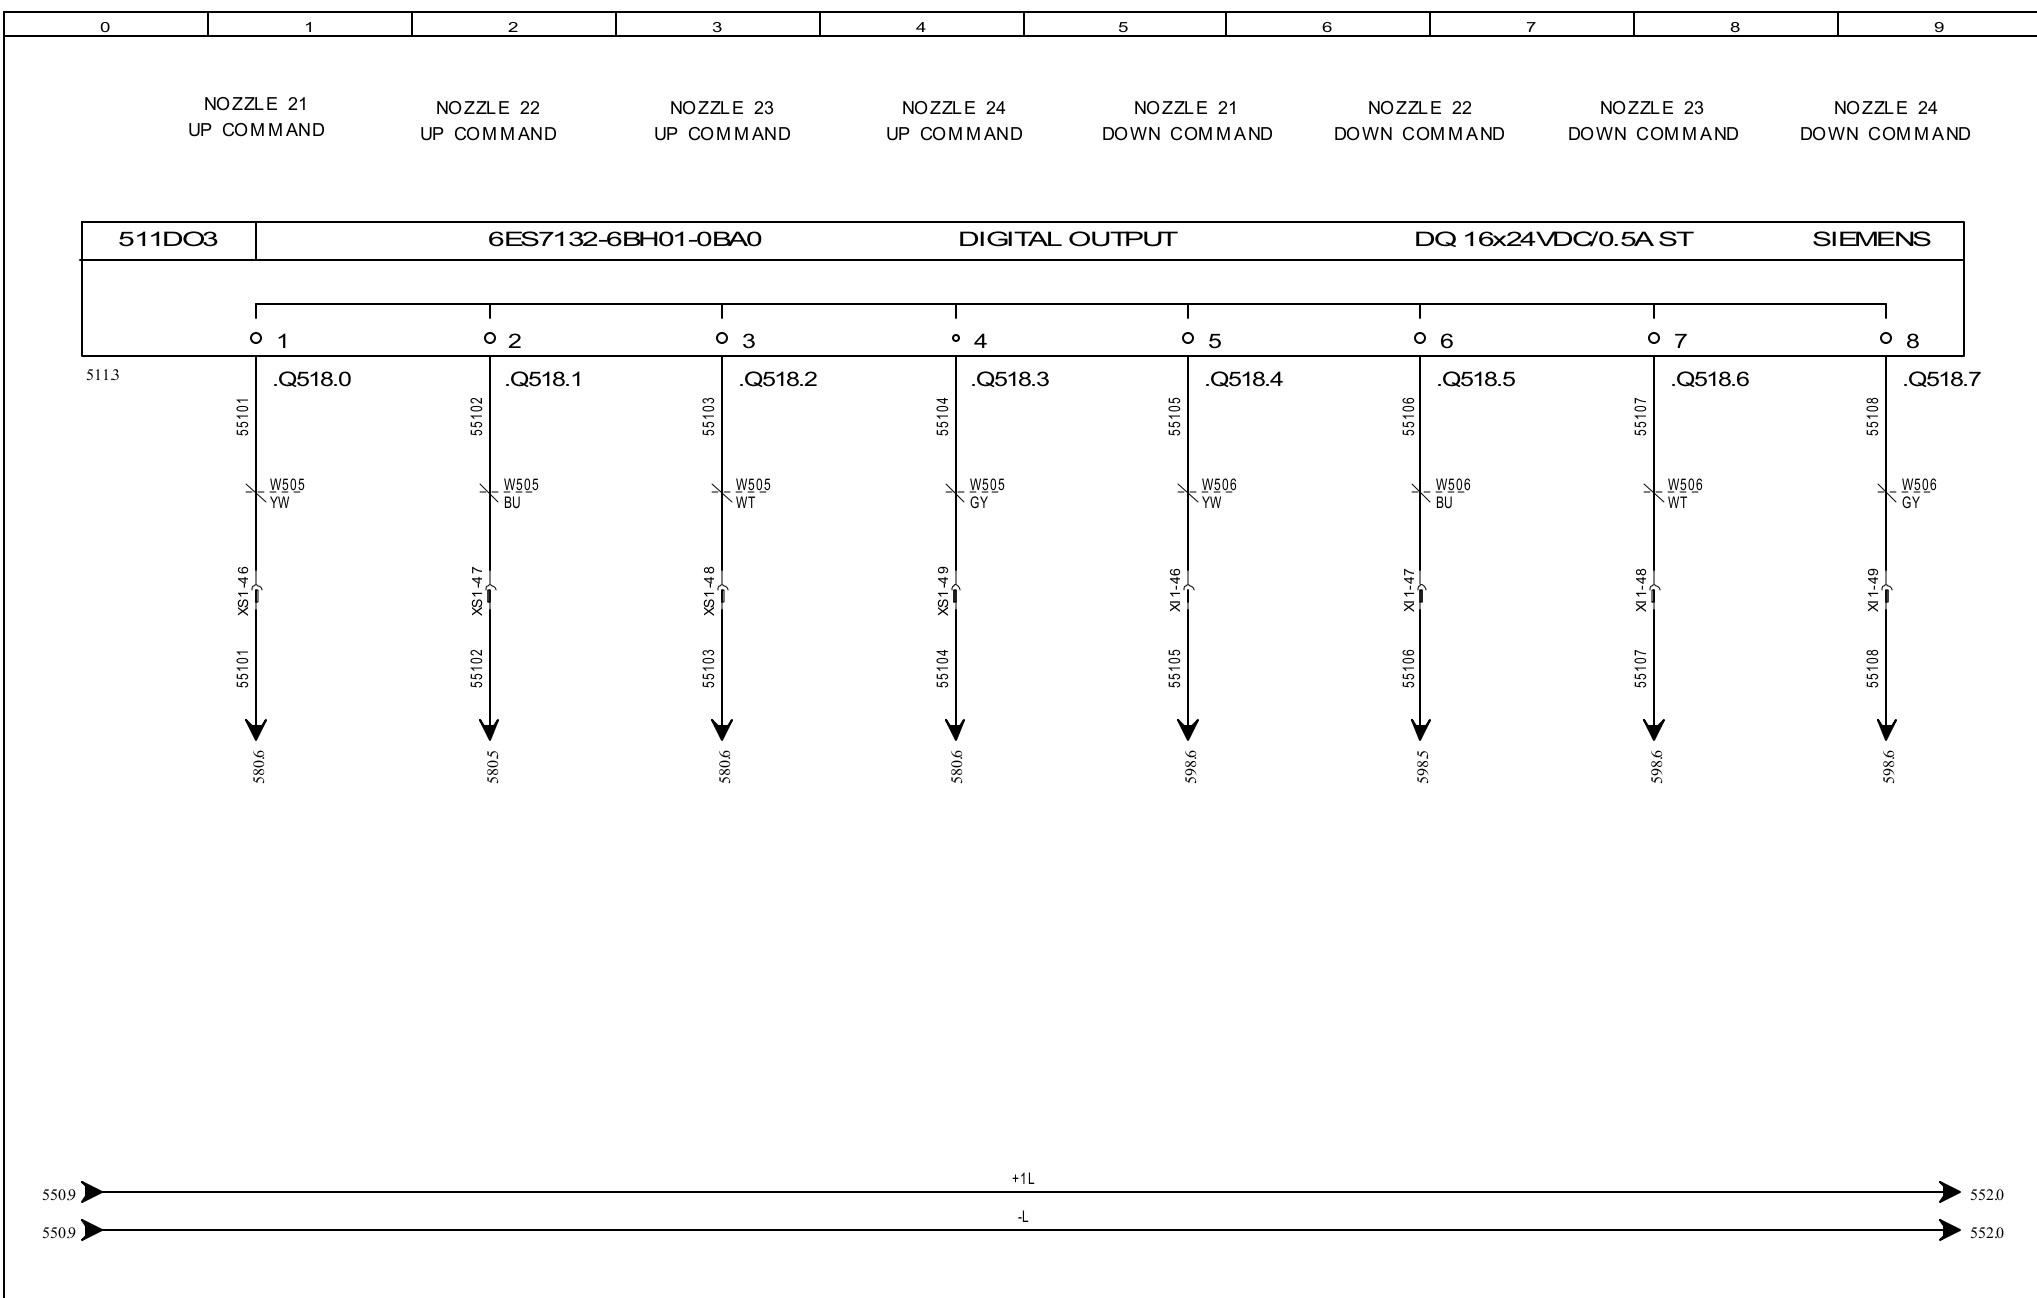 0 1 2 3 4 5 6 7 8 9
NOZZLE 21 NOZZLE 22 NOZZLE 23 NOZZLE 24 NOZZLE 21 NOZZLE 22 NOZZLE 23 NOZZLE 24
UP COMMAND UP COMMAND UP COMMAND UP COMMAND DOWN COMMAND DOWN COMMAND DOWN COMMAND DOWN COMMAND
511DO3 6ES7132-6BH01-0BA0 DIGITAL OUTPUT DQ 16x24VDC/0.5A ST SIEMENS
1 2 3 4 5 6 7 8
511.3 .Q518.0 .Q518.1 .Q518.2 .Q518.3 .Q518.4 .Q518.5 .Q518.6 .Q518.7
55101 55102 55103 55104 55105 55106 55107 55108
W505 W505 W505 W505 W506 W506 W506 W506
YW BU WT GY YW BU WT GY
XS1-46 XS1-47 XS1-48 XS1-49 XI1-46 XI1-47 XI1-48 XI1-49
55101 55102 55103 55104 55105 55106 55107 55108
580.6 580.5 580.6 580.6 598.6 598.5 598.6 598.6
+1L
550.9 552.0
-L
550.9 552.0